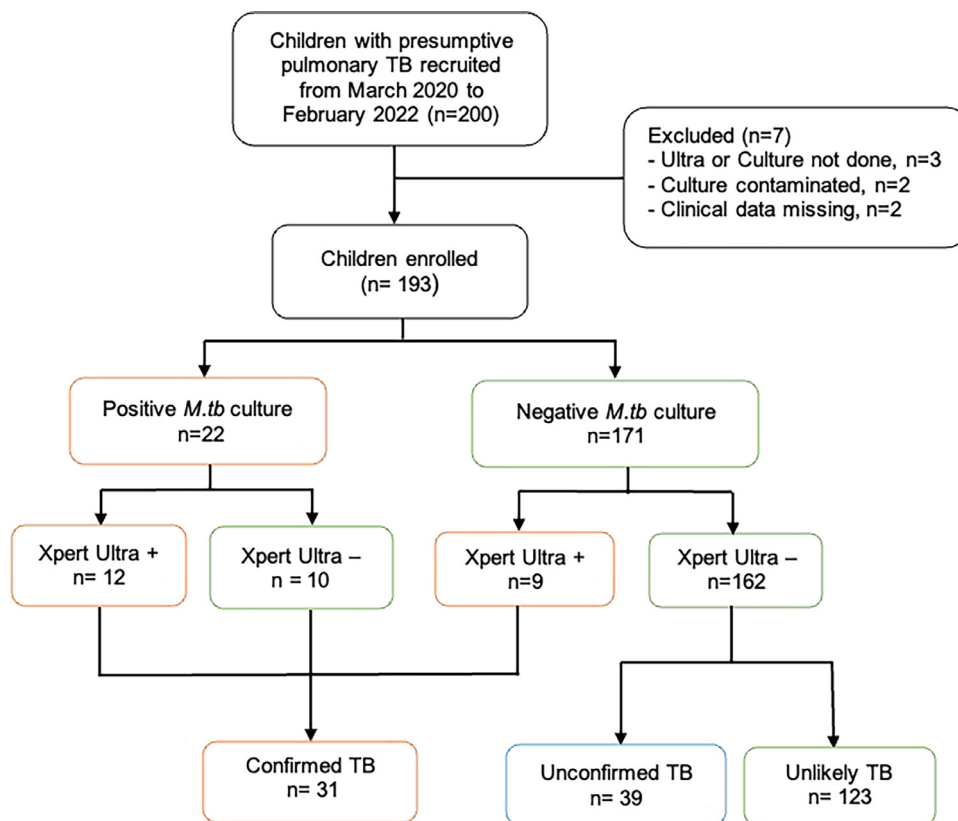 Children with presumptive
pulmonary TB recruited
from March 2020 to
February 2022 (n=200)
Excluded (n=7)
- Ultra or Culture not done, n=3
- Culture contaminated, n=2
- Clinical data missing, n=2
Children enrolled
(n= 193)
Positive M.tb culture
n=22
Negative M.tb culture
n=171
Xpert Ultra +
n= 12
Xpert Ultra –
n = 10
Xpert Ultra +
n=9
Xpert Ultra –
n=162
Confirmed TB
n= 31
Unconfirmed TB
n= 39
Unlikely TB
n= 123